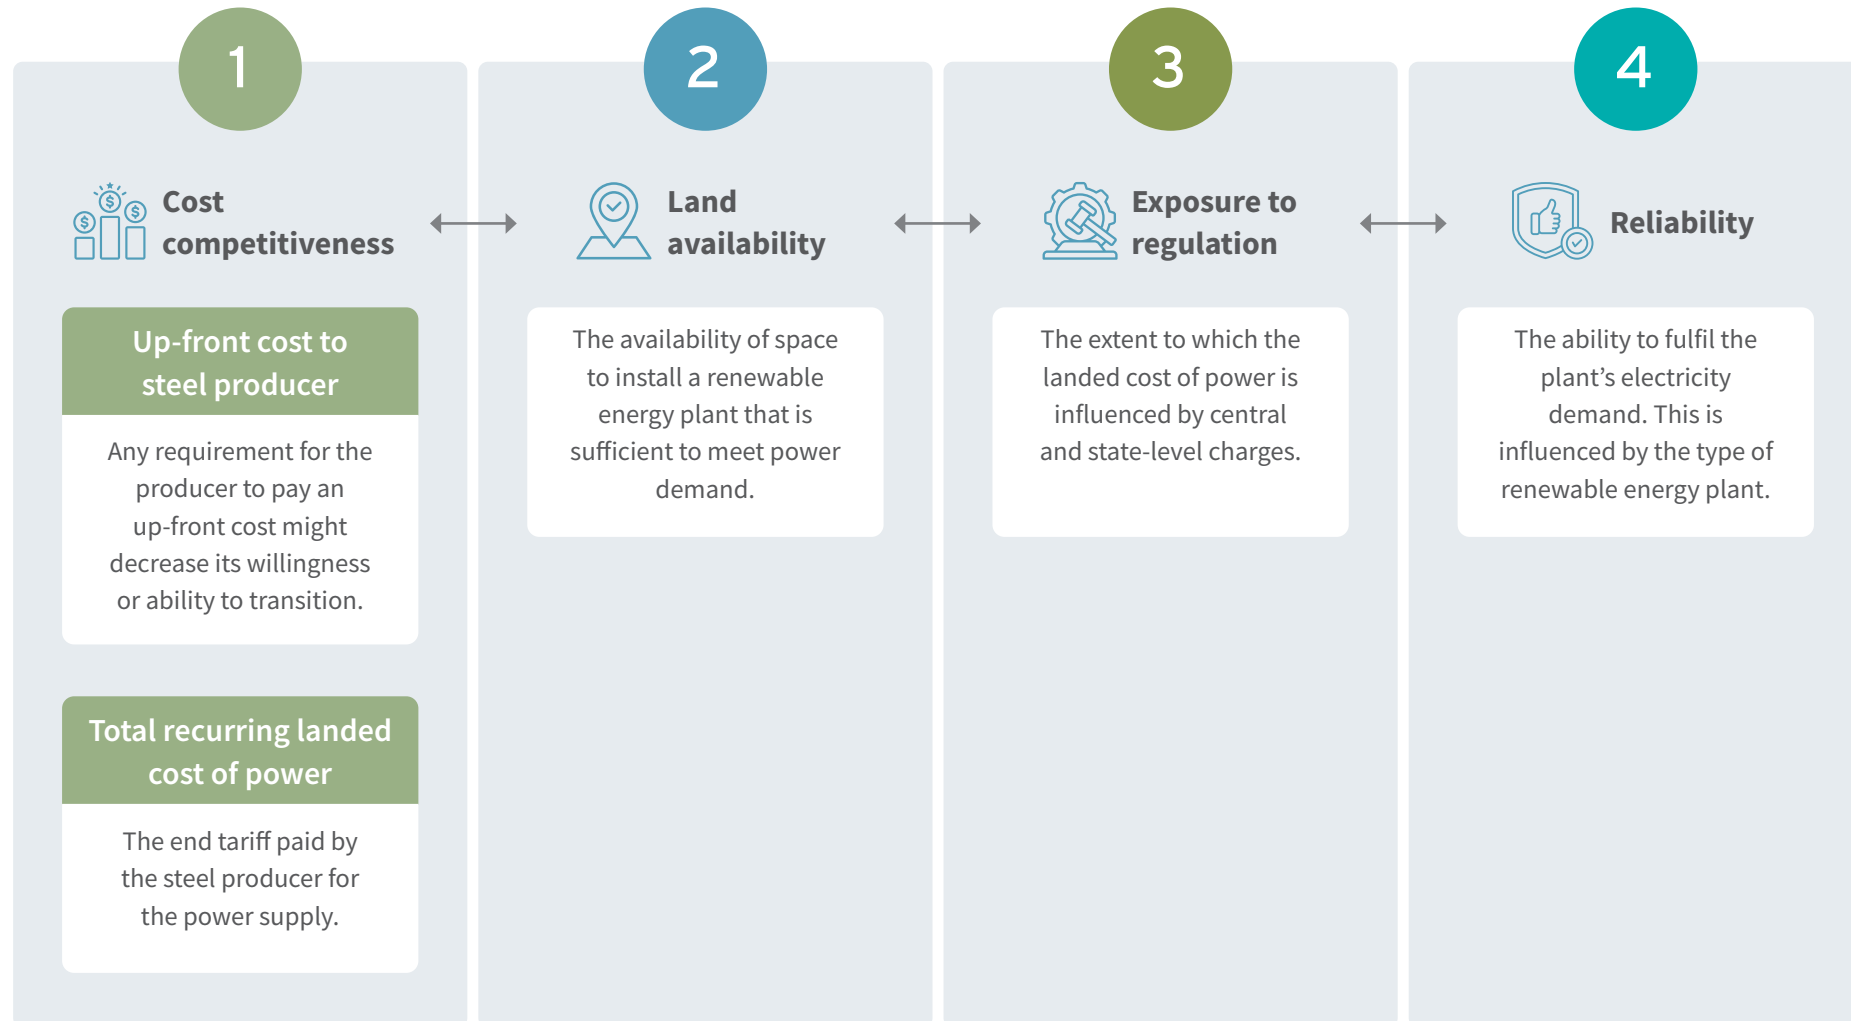 1
Cost
competitiveness
Up-front cost to
steel producer
Any requirement for the
producer to pay an
up-front cost might
decrease its willingness
or ability to transition.
Total recurring landed
cost of power
The end tariff paid by
the steel producer for
the power supply.
2
Land
availability
The availability of space
to install a renewable
energy plant that is
sufficient to meet power
demand.
3
Exposure to
regulation
The extent to which the
landed cost of power is
influenced by central
and state-level charges.
4
Reliability
The ability to fulfil the
plant’s electricity
demand. This is
influenced by the type of
renewable energy plant.